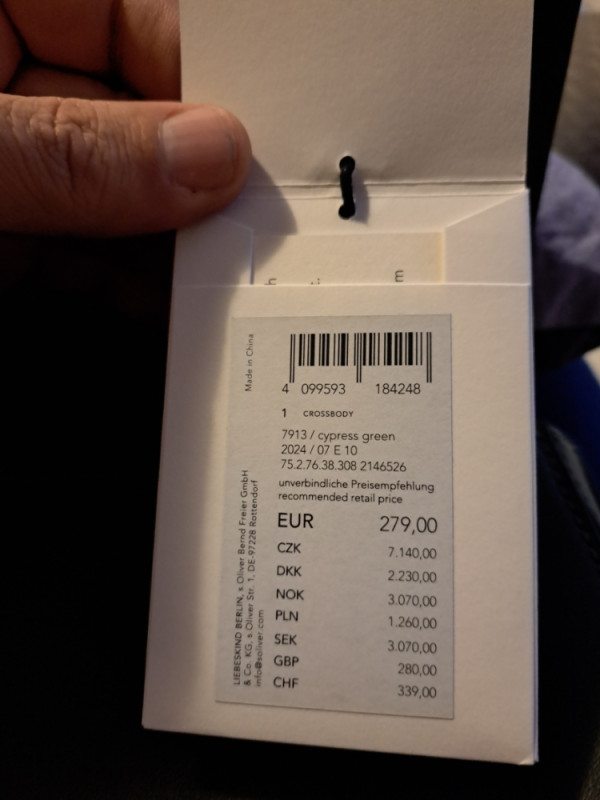 Made in China
4 099593 184248
1 CROSSBODY
7913 / cypress green
2024 / 07 E 10
75.2.76.38.308 2146526
unverbindliche Preisempfehlung
recommended retail price
EUR 279,00
CZK 7.140,00
DKK 2.230,00
NOK 3.070,00
PLN 1.260,00
SEK 3.070,00
GBP 280,00
CHF 339,00
LIEBESKIND BERLIN, s.Oliver Bernd Freier GmbH
& Co. KG, s.Oliver Str. 1, DE-97228 Rottendorf
info@soliver.com